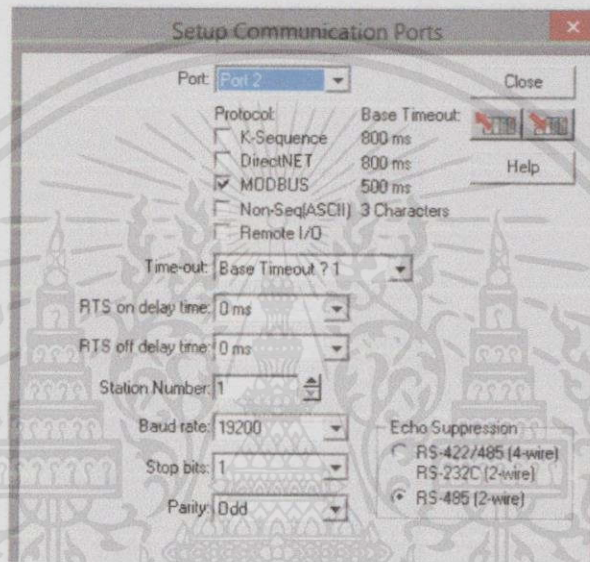 Setup Communication Ports
Port: Port 2
Close
Protocol: Base Timeout:
K-Sequence 800 ms
DirectNET 800 ms
MODBUS 500 ms
Help
Non-Seq(ASCII) 3 Characters
Remote I/O
Time-out: Base Timeout ? 1
RTS on delay time: 0 ms
RTS off delay time: 0 ms
Station Number: 1
Baud rate: 19200
Echo Suppression
RS-422/485 (4-wire)
RS-232C (2-wire)
Stop bits: 1
RS-485 (2-wire)
Parity: Odd